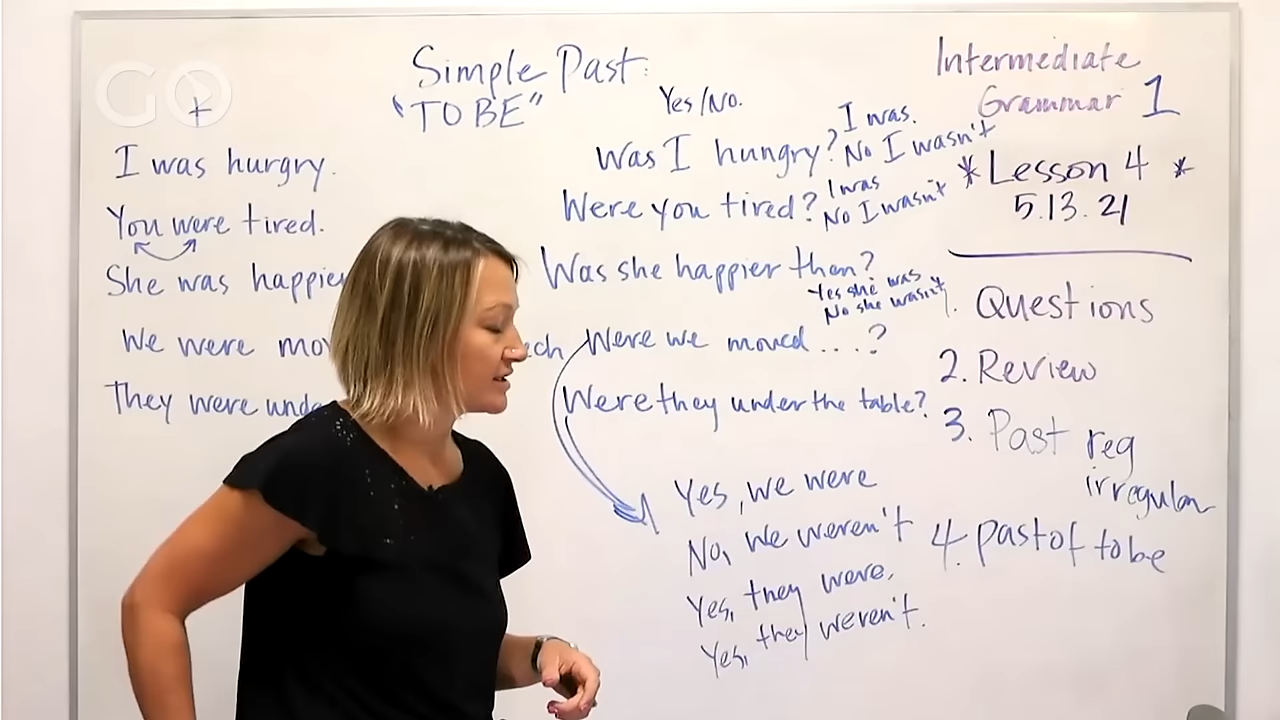 GO
Simple Past:
"TO BE"
+
I was hurgry.
You were tired.
She was happier
We were mov
They were unde
Yes/No.
Was I hungry?
I was.
No I wasn't
Were you tired?
I was
No I wasn't
Was she happier then?
Yes she was
No she wasn't
Were we moved ....?
Were they under the table?
Yes, we were
No, we weren't
Yes, they were.
Yes, they weren't.
Intermediate
Grammar 1
*Lesson 4 *
5.13.21
1. Questions
2. Review
3. Past reg
irregular
4. past of to be